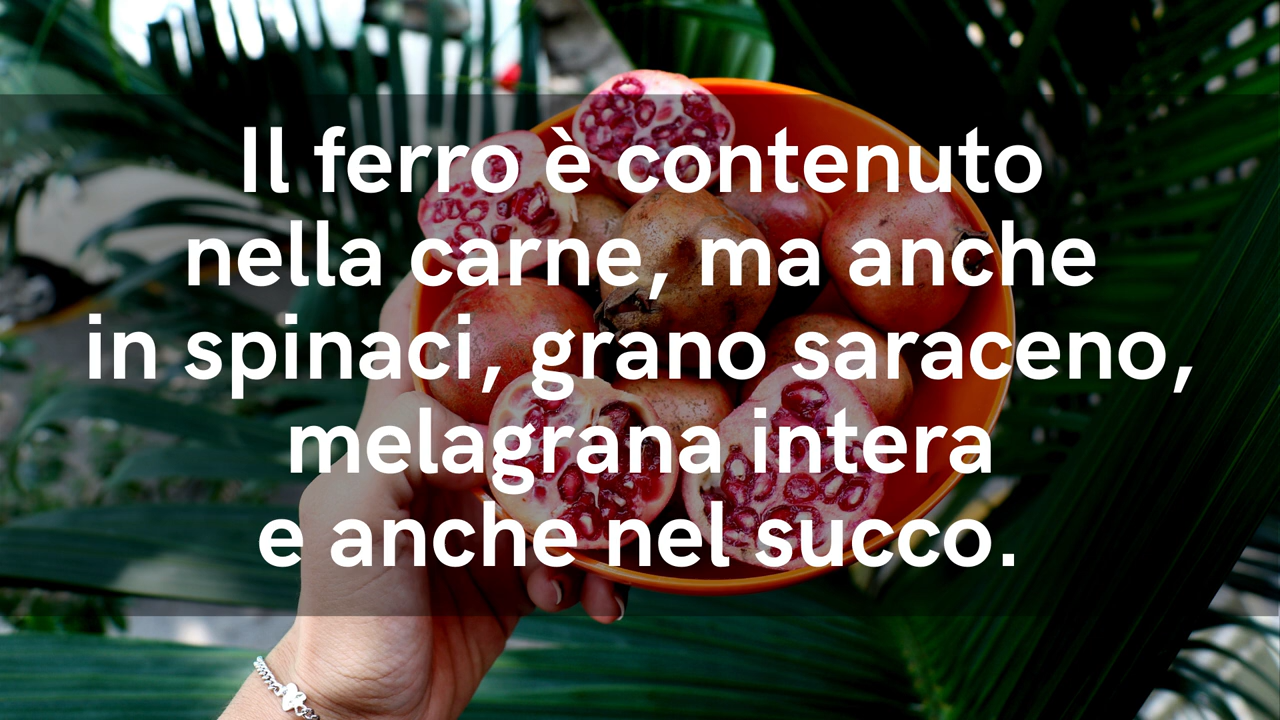 Il ferro è contenuto
nella carne, ma anche
in spinaci, grano saraceno,
melagrana intera
e anche nel succo.